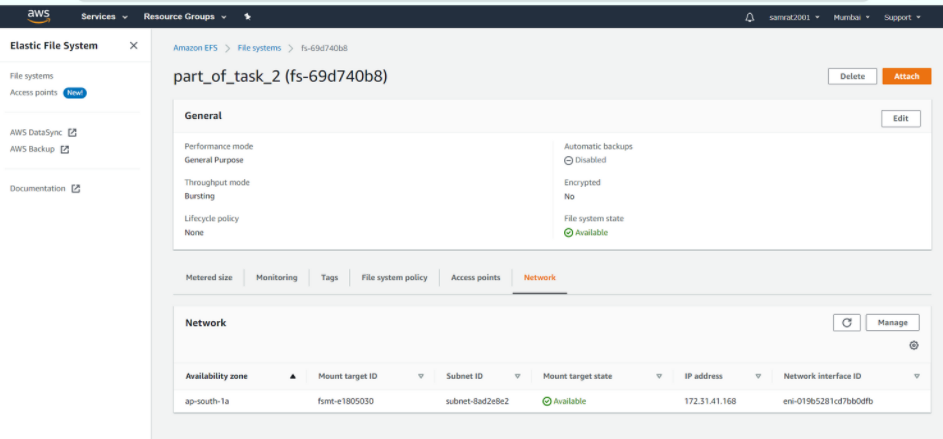 aws Services Resource Groups samrat2001 Mumbai Support
Elastic File System
File systems
Access points New!
AWS DataSync
AWS Backup
Documentation
Amazon EFS > File systems > fs-69d740b8
part_of_task_2 (fs-69d740b8)
Delete Attach
General
Edit
Performance mode
General Purpose
Throughput mode
Bursting
Lifecycle policy
None
Automatic backups
Disabled
Encrypted
No
File system state
Available
Metered size Monitoring Tags File system policy Access points Network
Network
Manage
Availability zone Mount target ID Subnet ID Mount target state IP address Network interface ID
ap-south-1a fsmt-e1805030 subnet-8ad2e8e2 Available 172.31.41.168 eni-019b5281cd7bb0dfb